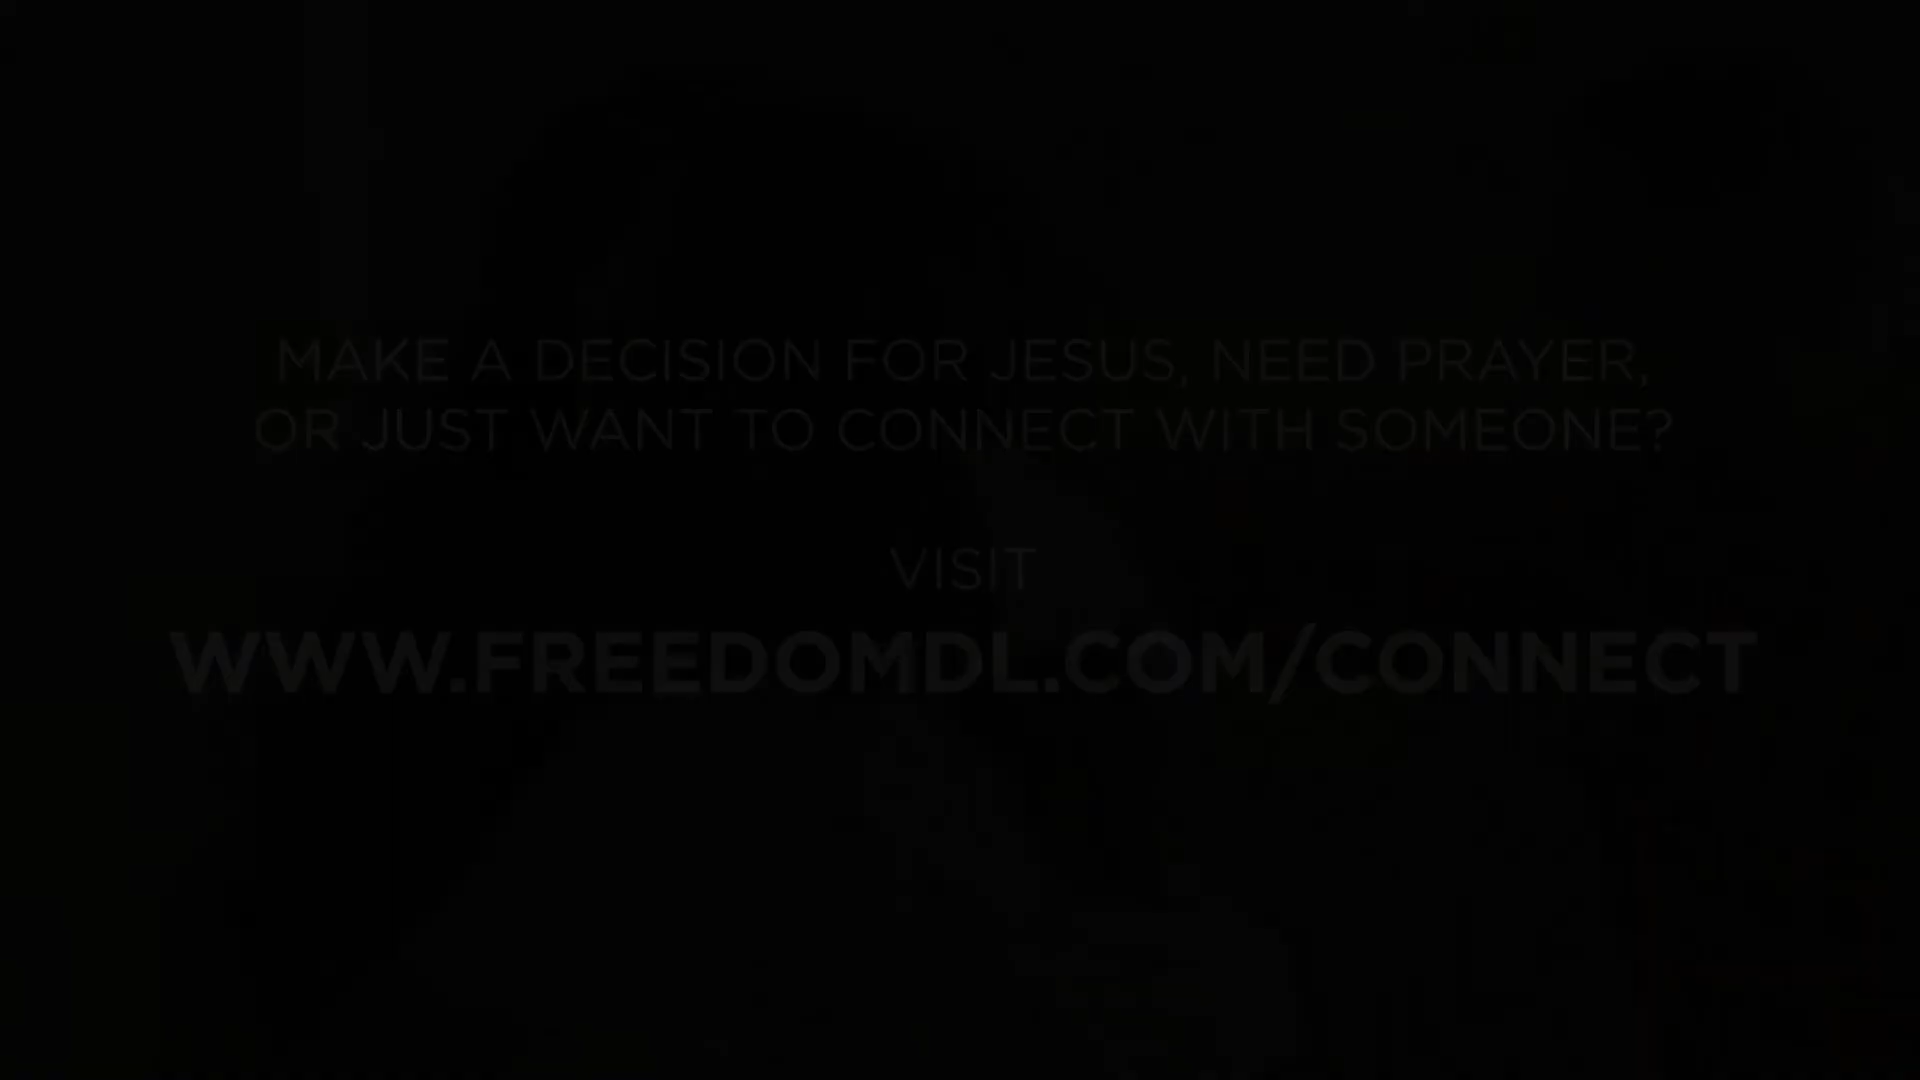 MAKE A DECISION FOR JESUS, NEED PRAYER,
OR JUST WANT TO CONNECT WITH SOMEONE?
VISIT
WWW.FREEDOMDL.COM/CONNECT